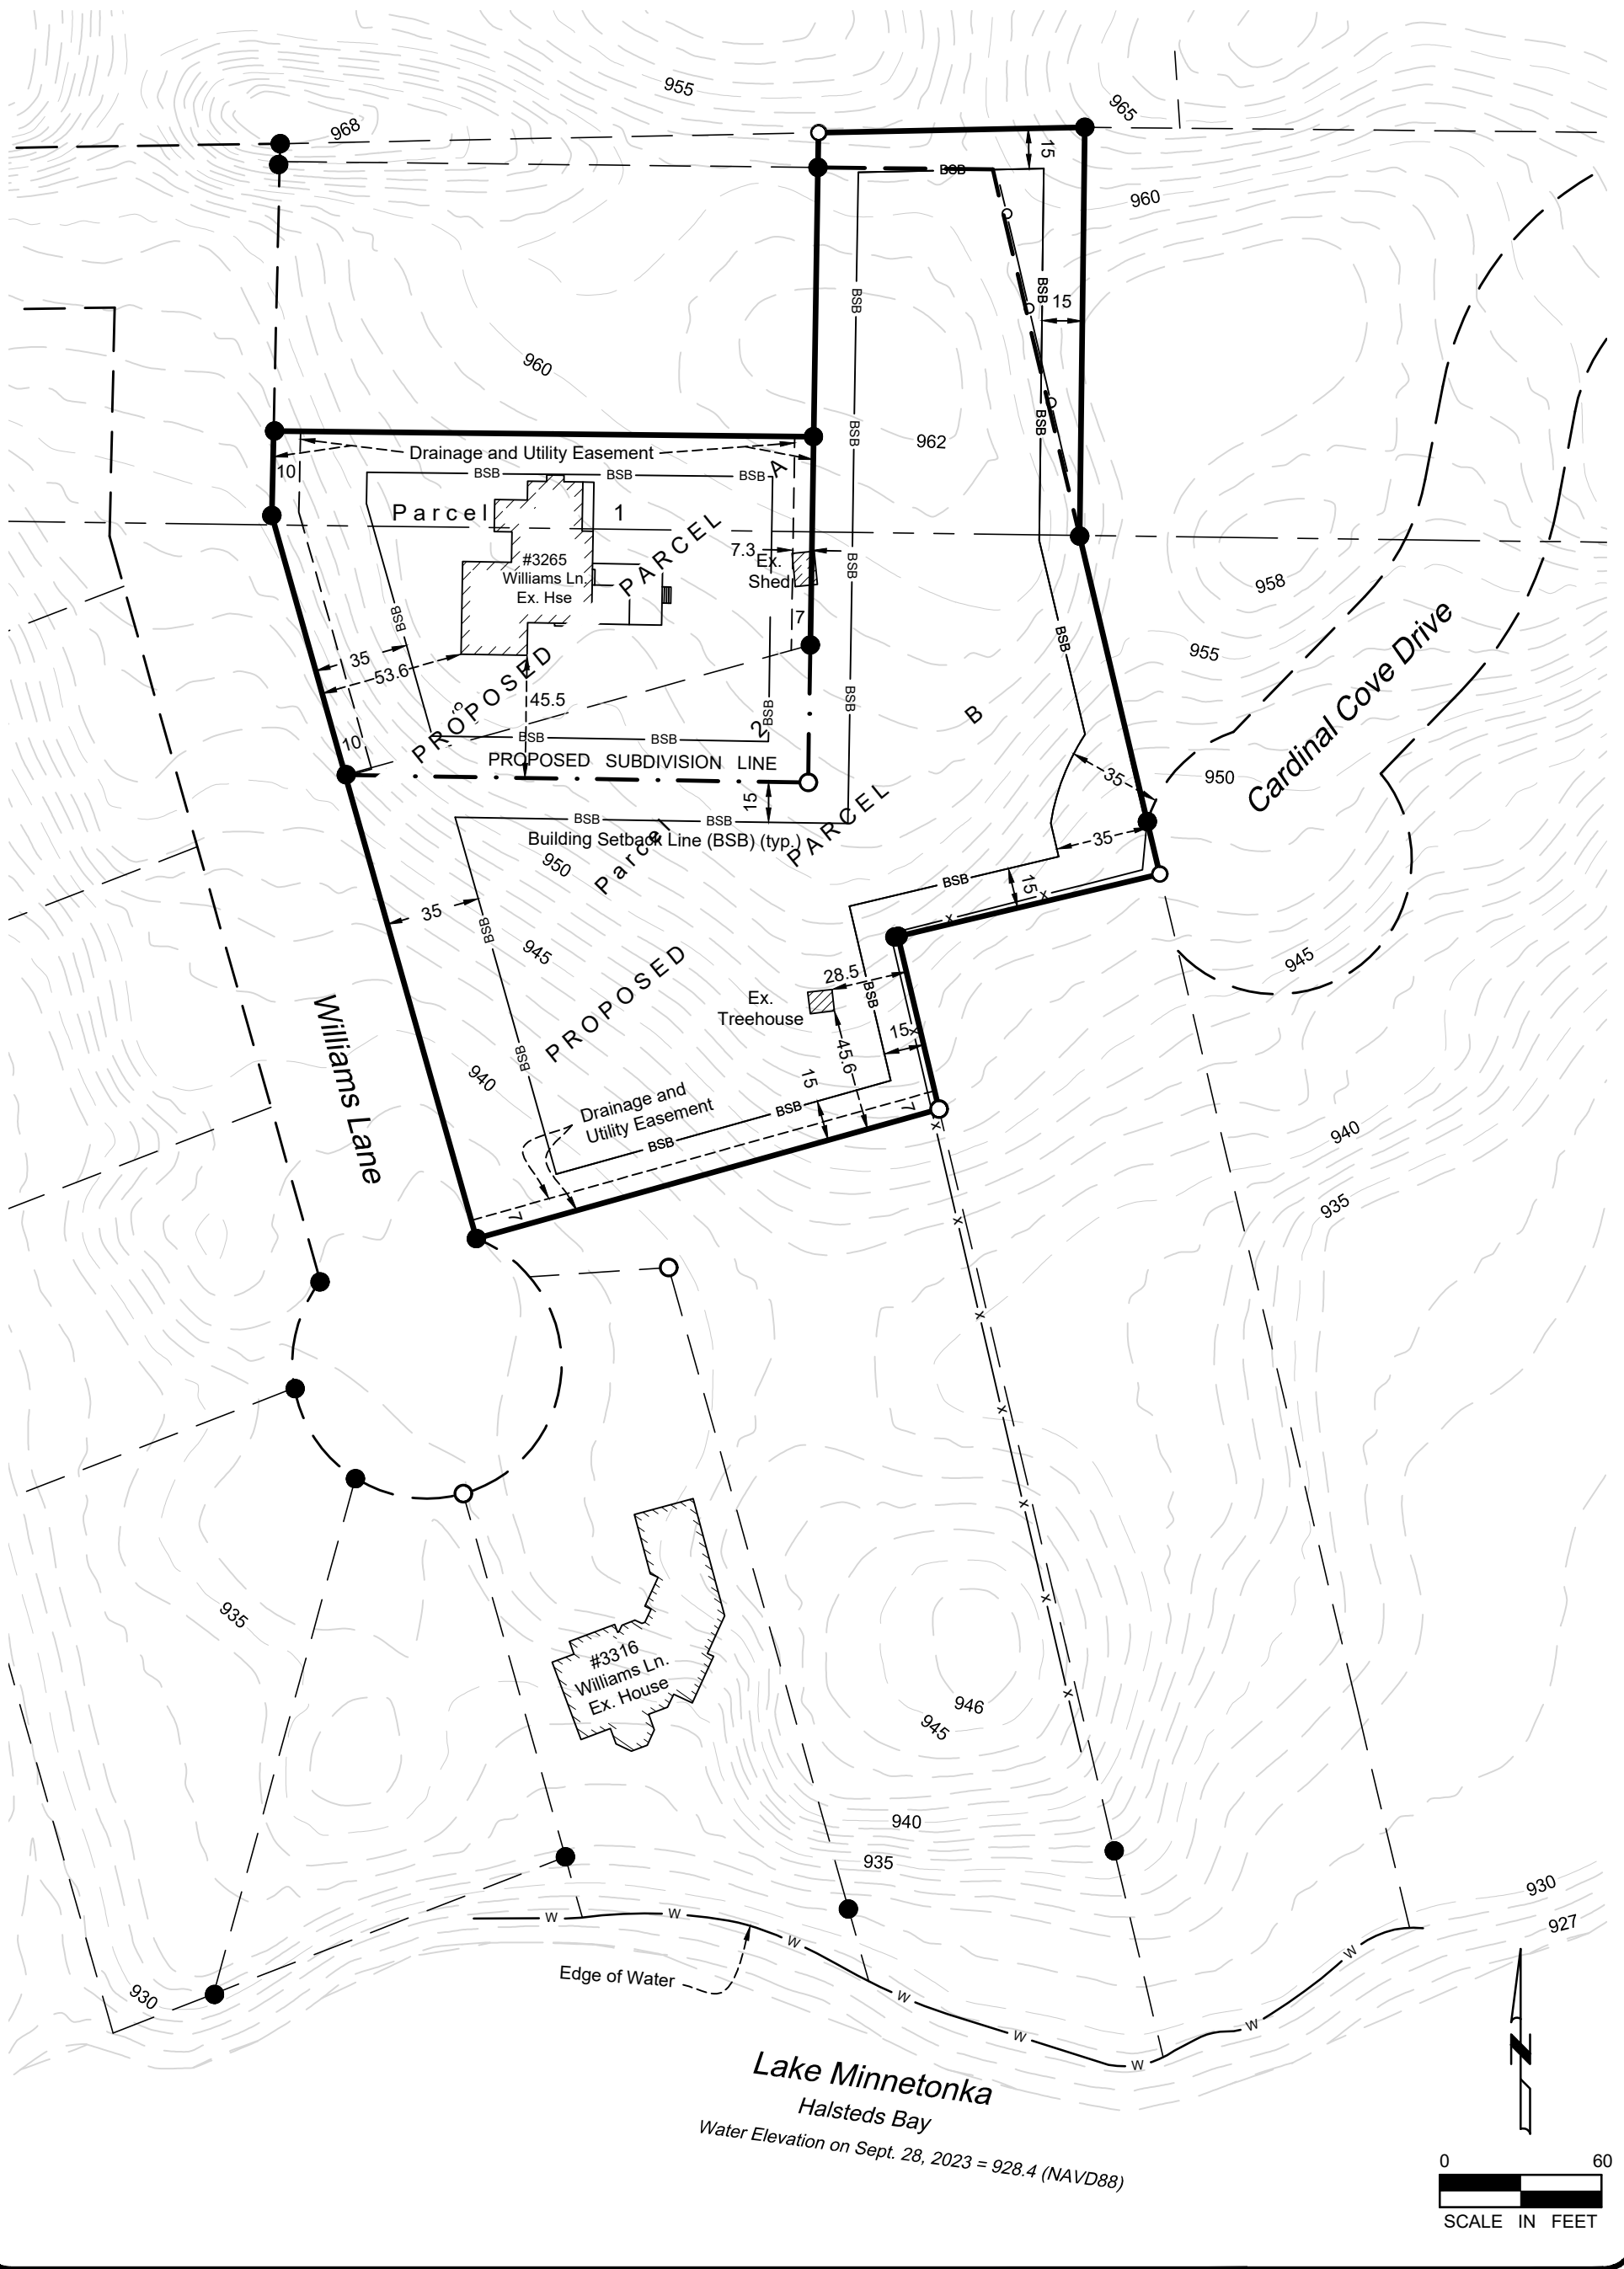 955
968
965
15
BSB
960
BSB
BSB
15
960
BSB
BSB
962
Drainage and Utility Easement
10
BSB
BSB
BSB
A
Parcel 1
PARCEL
7.3
Ex.
Shed
BSB
#3265
Williams Ln.
Ex. Hse
958
BSB
7
BSB
955
35
53.6
PROPOSED
45.5
BSB
B
2
BSB
10
BSB
BSB
PROPOSED SUBDIVISION LINE
Cardinal Cove Drive
950
35
15
PARCEL
BSB
BSB
Building Setback Line (BSB) (typ.)
35
Parcel
950
BSB
15
x
x
35
BSB
945
945
28.5
BSB
Ex.
Treehouse
PROPOSED
15
x
45.6
BSB
940
15
Williams Lane
Drainage and
Utility Easement
BSB
BSB
7
x
940
7
935
x
x
x
x
x
x
935
#3316
Williams Ln.
Ex. House
946
945
940
935
930
927
W
W
W
W
W
W
W
W
Edge of Water
930
Lake Minnetonka
Halsteds Bay
Water Elevation on Sept. 28, 2023 = 928.4 (NAVD88)
N
0 60
SCALE IN FEET